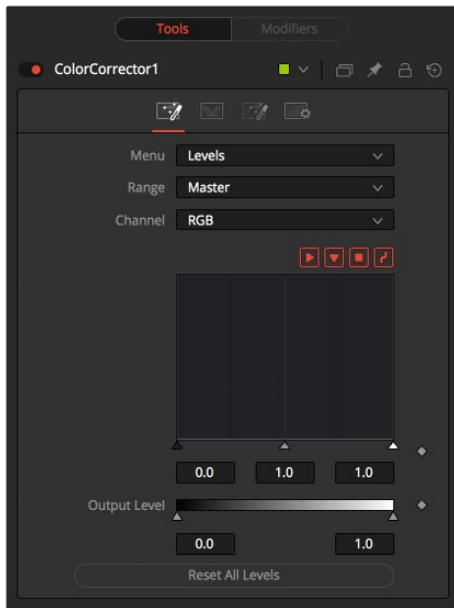 Tools Modifiers
ColorCorrector1
Menu Levels
Range Master
Channel RGB
0.0 1.0 1.0
Output Level
0.0 1.0
Reset All Levels